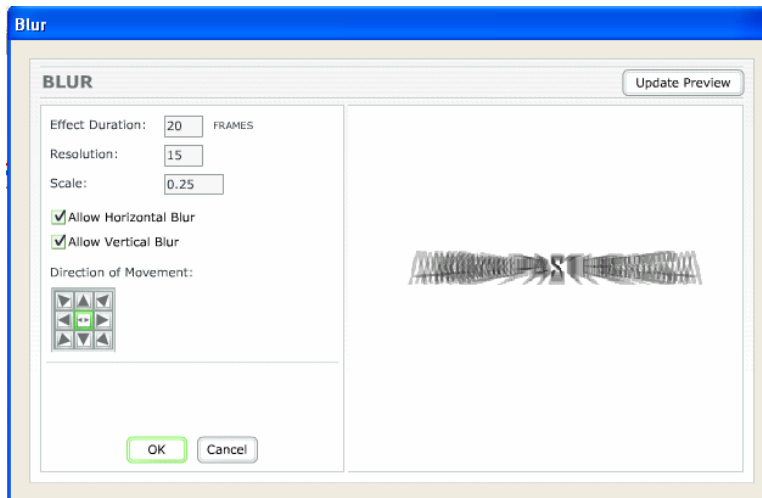 Blur
BLUR
Update Preview
Effect Duration: 20 FRAMES
Resolution: 15
Scale: 0.25
Allow Horizontal Blur
Allow Vertical Blur
Direction of Movement:
OK Cancel